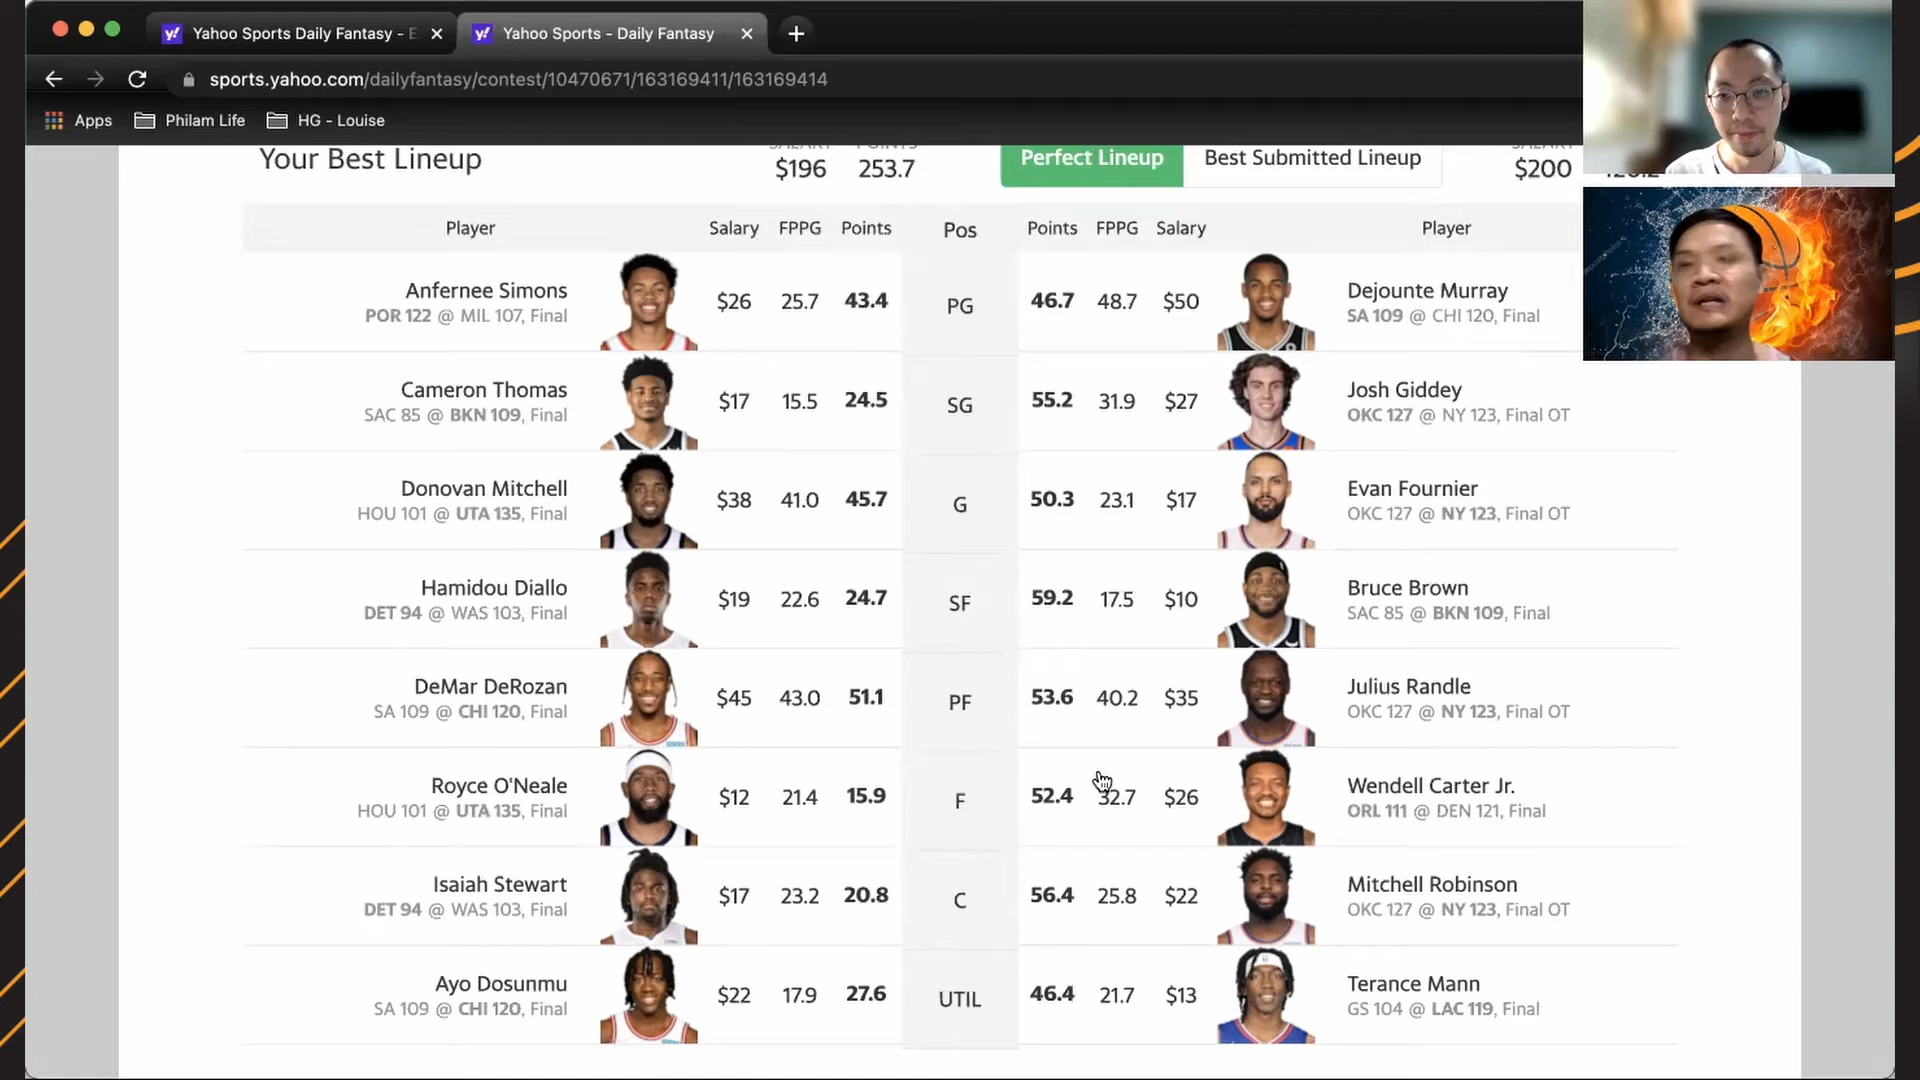 Yahoo Sports Daily Fantasy - E
Yahoo Sports - Daily Fantasy
sports.yahoo.com/dailyfantasy/contest/10470671/163169411/163169414
Apps
Philam Life
HG - Louise
Your Best Lineup
$196
253.7
Perfect Lineup
Best Submitted Lineup
$200
Player Salary FPPG Points Pos Points FPPG Salary Player
Anfernee Simons $26 25.7 43.4 PG 46.7 48.7 $50 Dejounte Murray
POR 122 @ MIL 107, Final SA 109 @ CHI 120, Final
Cameron Thomas $17 15.5 24.5 SG 55.2 31.9 $27 Josh Giddey
SAC 85 @ BKN 109, Final OKC 127 @ NY 123, Final OT
Donovan Mitchell $38 41.0 45.7 G 50.3 23.1 $17 Evan Fournier
HOU 101 @ UTA 135, Final OKC 127 @ NY 123, Final OT
Hamidou Diallo $19 22.6 24.7 SF 59.2 17.5 $10 Bruce Brown
DET 94 @ WAS 103, Final SAC 85 @ BKN 109, Final
DeMar DeRozan $45 43.0 51.1 PF 53.6 40.2 $35 Julius Randle
SA 109 @ CHI 120, Final OKC 127 @ NY 123, Final OT
Royce O'Neale $12 21.4 15.9 F 52.4 32.7 $26 Wendell Carter Jr.
HOU 101 @ UTA 135, Final ORL 111 @ DEN 121, Final
Isaiah Stewart $17 23.2 20.8 C 56.4 25.8 $22 Mitchell Robinson
DET 94 @ WAS 103, Final OKC 127 @ NY 123, Final OT
Ayo Dosunmu $22 17.9 27.6 UTIL 46.4 21.7 $13 Terance Mann
SA 109 @ CHI 120, Final GS 104 @ LAC 119, Final